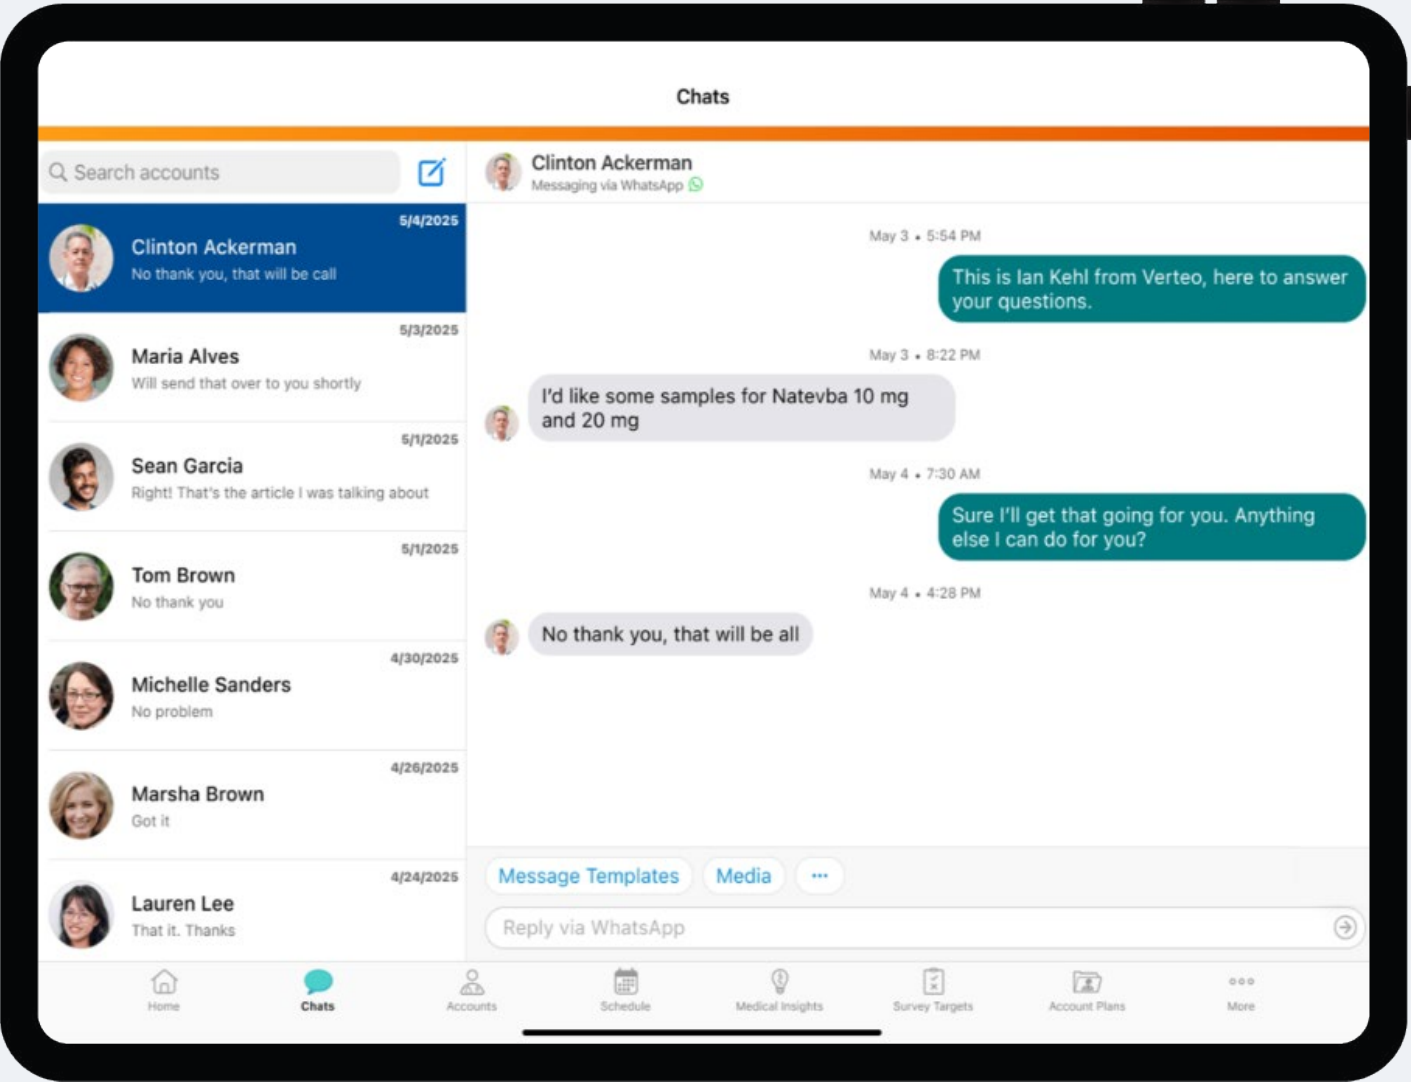 Chats
Search accounts
5/4/2025
Clinton Ackerman
No thank you, that will be call
5/3/2025
Maria Alves
Will send that over to you shortly
5/1/2025
Sean Garcia
Right! That's the article I was talking about
5/1/2025
Tom Brown
No thank you
4/30/2025
Michelle Sanders
No problem
4/26/2025
Marsha Brown
Got it
4/24/2025
Lauren Lee
That it. Thanks
Clinton Ackerman
Messaging via WhatsApp
May 3 • 5:54 PM
This is Ian Kehl from Verteo, here to answer
your questions.
May 3 • 8:22 PM
I'd like some samples for Natevba 10 mg
and 20 mg
May 4 • 7:30 AM
Sure I'll get that going for you. Anything
else I can do for you?
May 4 • 4:28 PM
No thank you, that will be all
Message Templates Media ···
Reply via WhatsApp
Home Chats Accounts Schedule Medical Insights Survey Targets Account Plans More